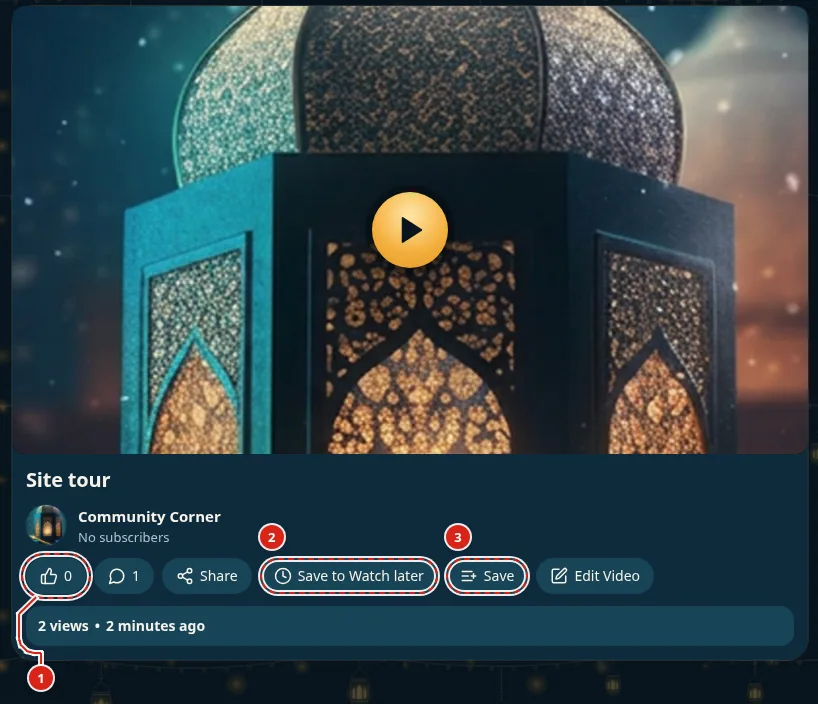 Site tour
Community Corner
No subscribers
2
3
0
1
Share
Save to Watch later
Save
Edit Video
2 views • 2 minutes ago
1